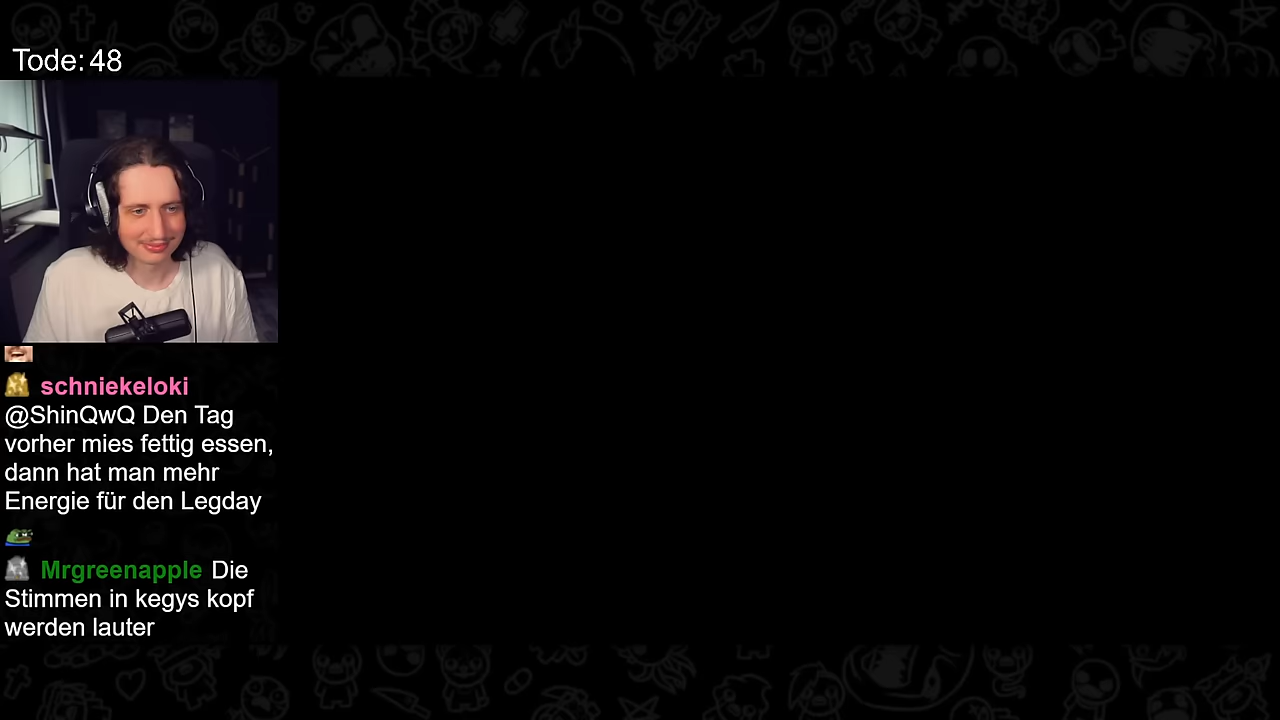 Tode: 48
schniekeloki
@ShinQwQ Den Tag
vorher mies fettig essen,
dann hat man mehr
Energie für den Legday
Mrgreenapple Die
Stimmen in kegys kopf
werden lauter